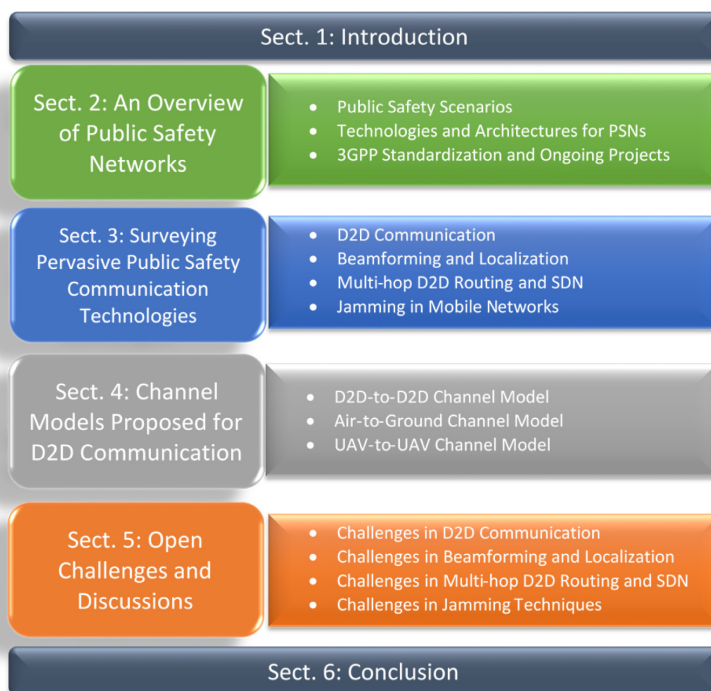 Sect. 1: Introduction
Sect. 2: An Overview
of Public Safety
Networks
• Public Safety Scenarios
• Technologies and Architectures for PSNs
• 3GPP Standardization and Ongoing Projects
Sect. 3: Surveying
Pervasive Public Safety
Communication
Technologies
• D2D Communication
• Beamforming and Localization
• Multi-hop D2D Routing and SDN
• Jamming in Mobile Networks
Sect. 4: Channel
Models Proposed for
D2D Communication
• D2D-to-D2D Channel Model
• Air-to-Ground Channel Model
• UAV-to-UAV Channel Model
Sect. 5: Open
Challenges and
Discussions
• Challenges in D2D Communication
• Challenges in Beamforming and Localization
• Challenges in Multi-hop D2D Routing and SDN
• Challenges in Jamming Techniques
Sect. 6: Conclusion